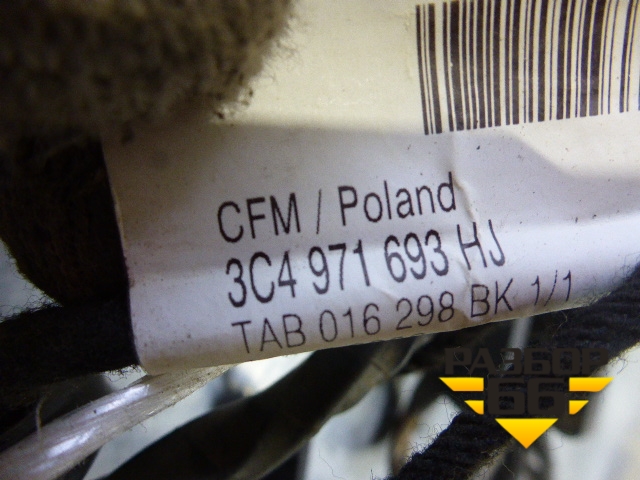 CFM / Poland
3C4 971 693 HJ
TAB 016 298 BK 1/1
РАЗБОР
66